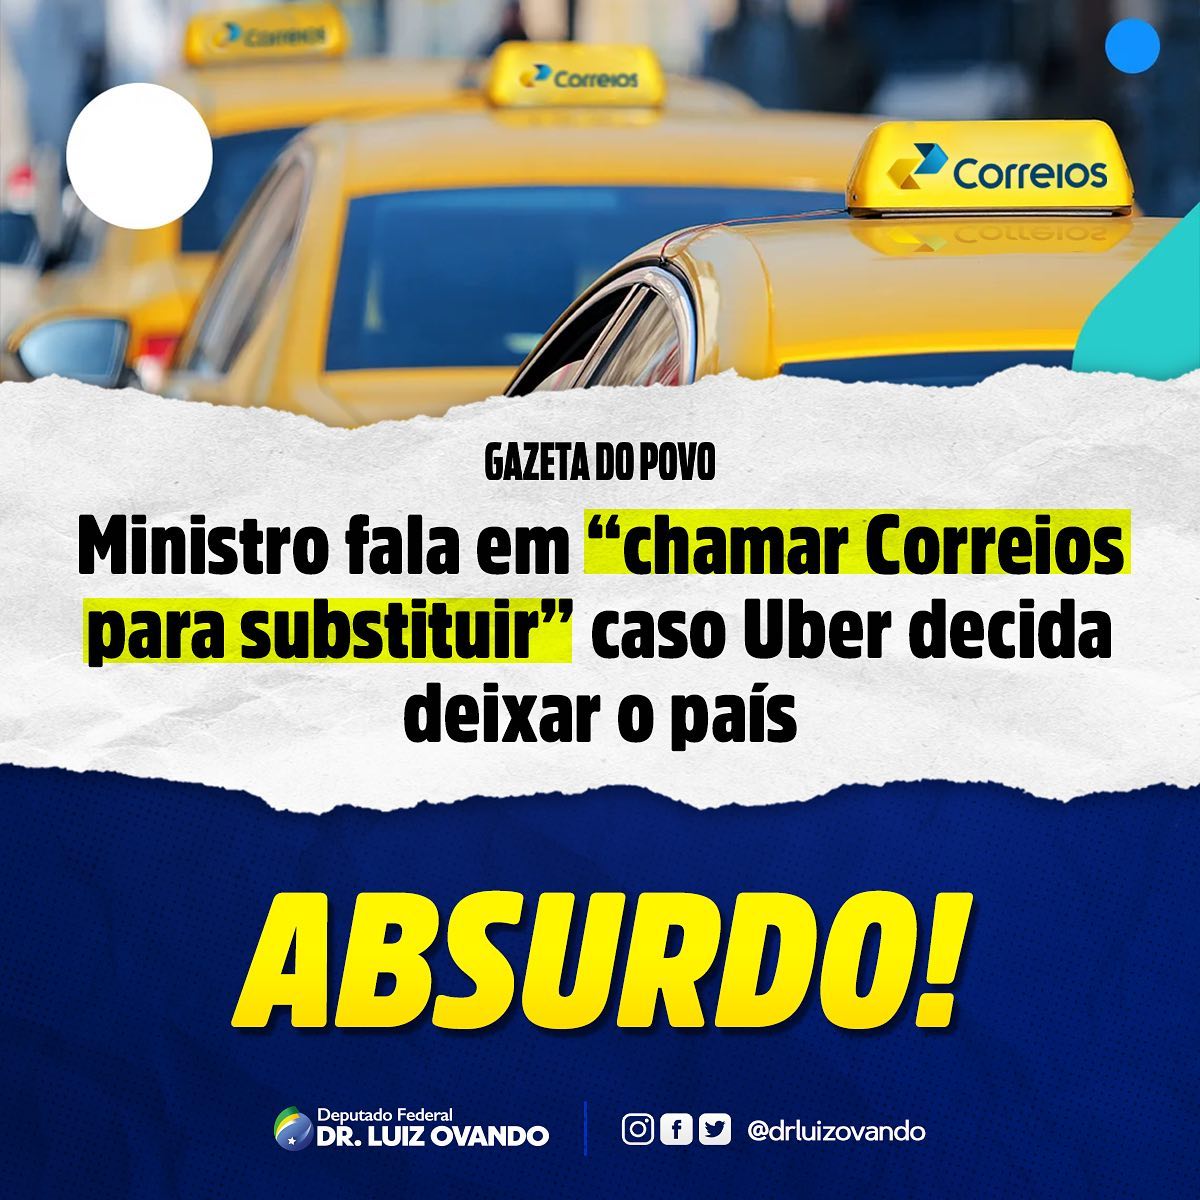 Correios
Correios
Correios
GAZETA DO POVO
Ministro fala em “chamar Correios
para substituir” caso Uber decida
deixar o país
ABSURDO!
Deputado Federal
DR. LUIZ OVANDO
@drluizovando